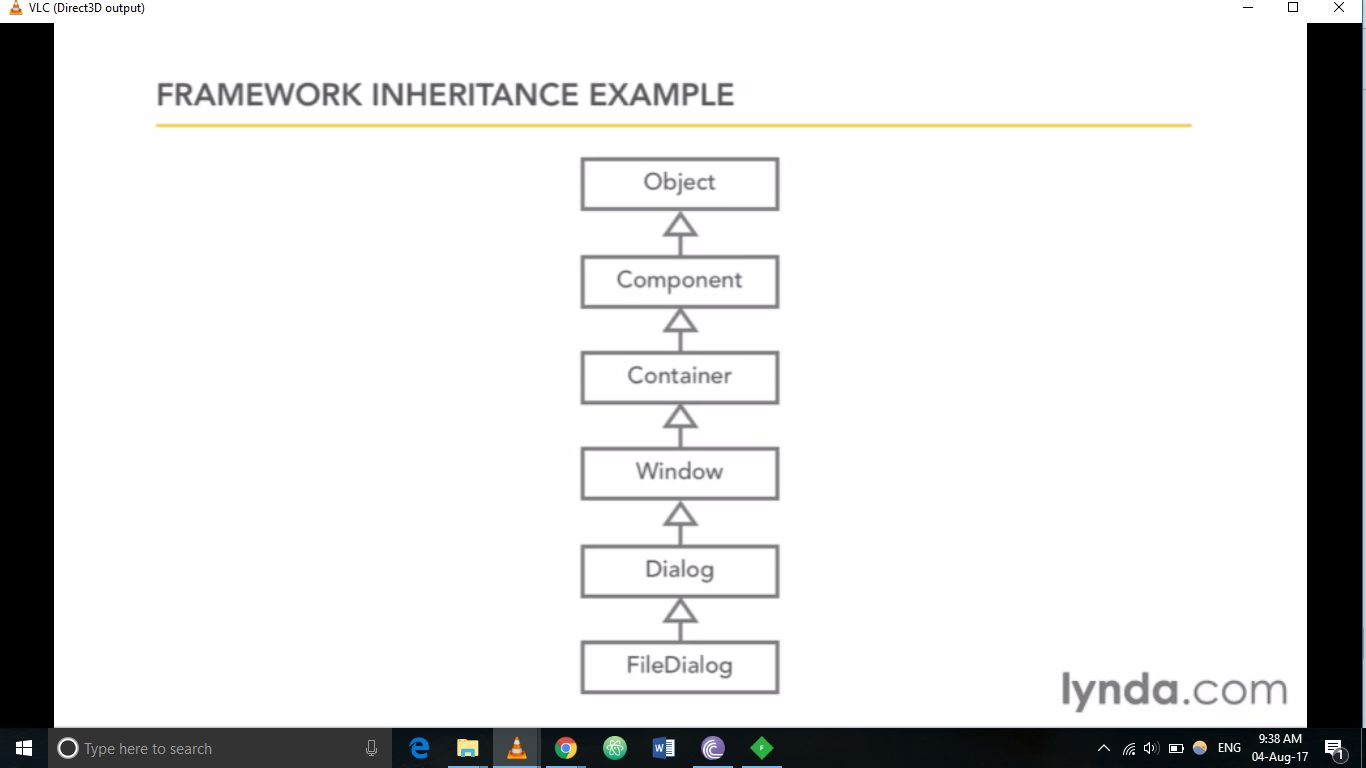 VLC (Direct3D output)
FRAMEWORK INHERITANCE EXAMPLE
Object
Component
Container
Window
Dialog
FileDialog
lynda.com
Type here to search
ENG
9:38 AM
04-Aug-17
1
W
F